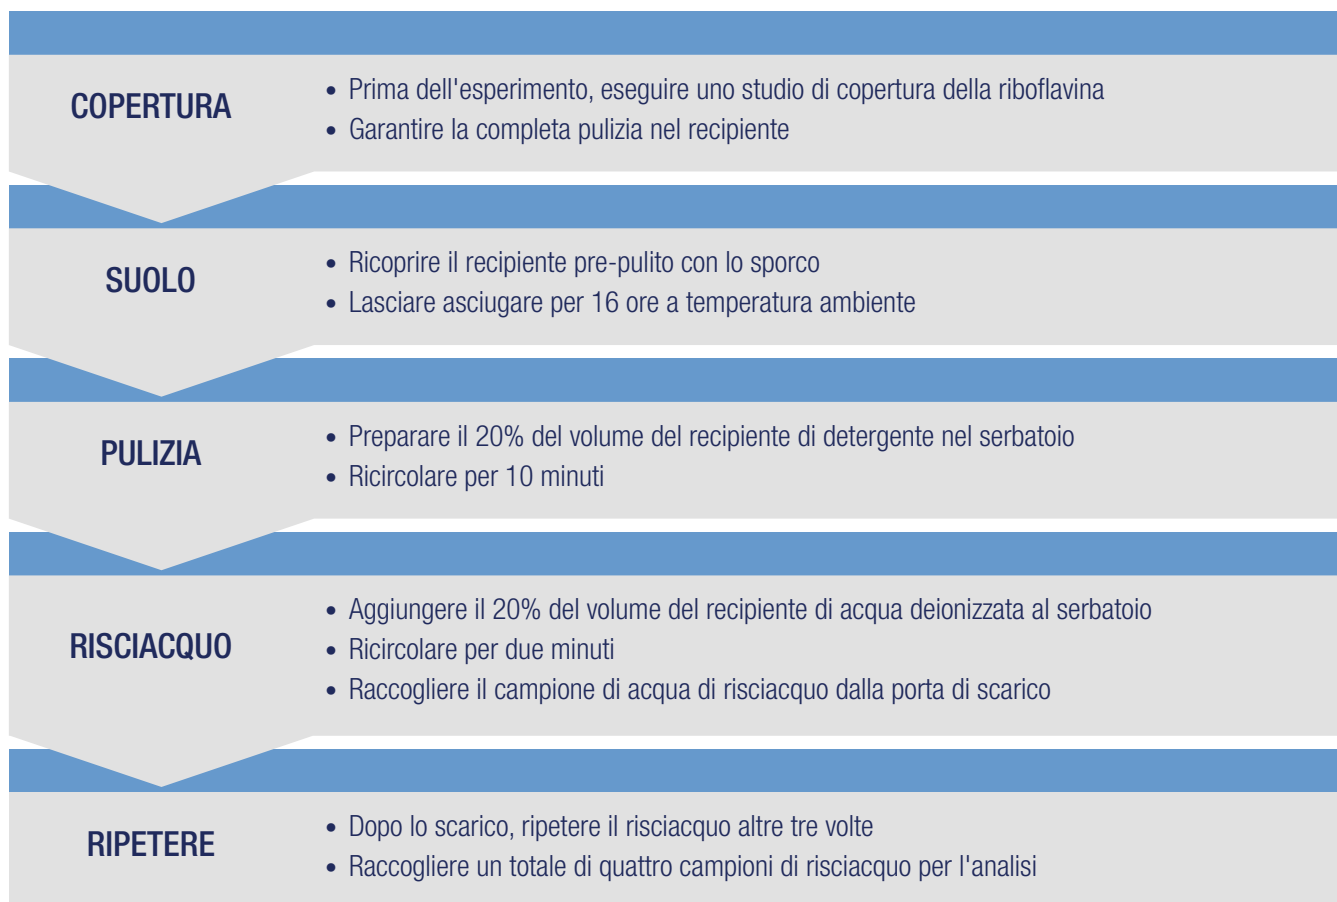 COPERTURA
• Prima dell'esperimento, eseguire uno studio di copertura della riboflavina
• Garantire la completa pulizia nel recipiente
SUOLO
• Ricoprire il recipiente pre-pulito con lo sporco
• Lasciare asciugare per 16 ore a temperatura ambiente
PULIZIA
• Preparare il 20% del volume del recipiente di detergente nel serbatoio
• Ricircolare per 10 minuti
RISCIACQUO
• Aggiungere il 20% del volume del recipiente di acqua deionizzata al serbatoio
• Ricircolare per due minuti
• Raccogliere il campione di acqua di risciacquo dalla porta di scarico
RIPETERE
• Dopo lo scarico, ripetere il risciacquo altre tre volte
• Raccogliere un totale di quattro campioni di risciacquo per l'analisi